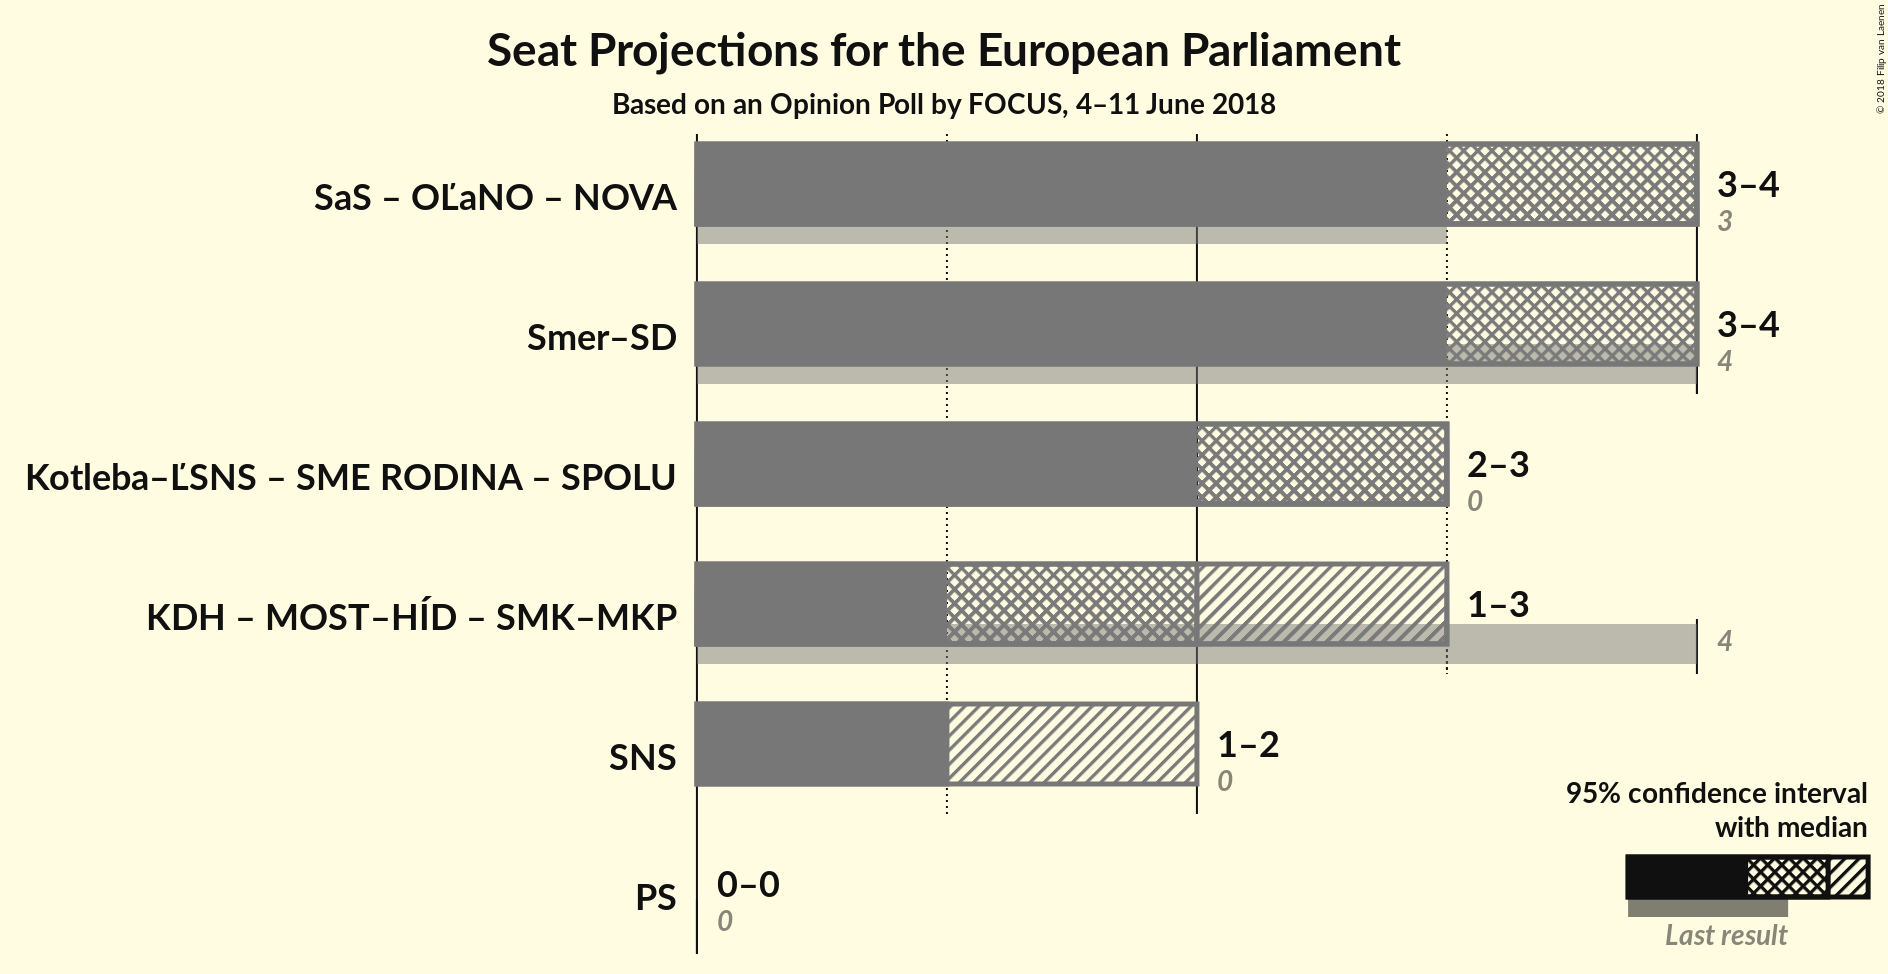 Seat Projections for the European Parliament
Based on an Opinion Poll by FOCUS, 4–11 June 2018
© 2018 Filip van Laenen
SaS – OĽaNO – NOVA
3–4
3
Smer–SD
3–4
4
Kotleba–ĽSNS – SME RODINA – SPOLU
2–3
0
KDH – MOST–HÍD – SMK–MKP
1–3
4
SNS
1–2
0
PS
0–0
0
95% confidence interval
with median
Last result